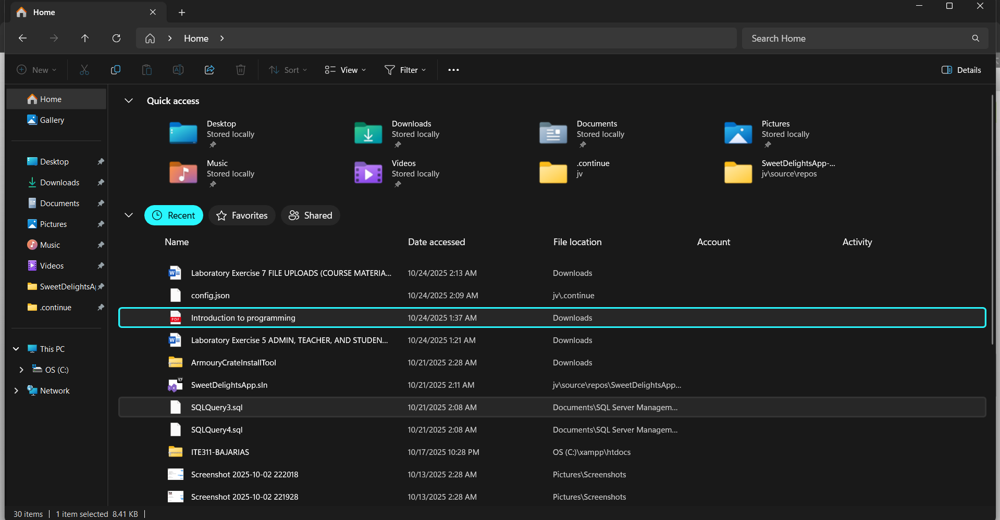 Home
Home
Search Home
New
Sort
View
Filter
Details
Home
Gallery
Desktop
Downloads
Documents
Pictures
Music
Videos
SweetDelightsA
.continue
This PC
OS (C:)
Network
Quick access
Desktop
Stored locally
Downloads
Stored locally
Documents
Stored locally
Pictures
Stored locally
Music
Stored locally
Videos
Stored locally
.continue
jv
SweetDelightsApp-...
jv\source\repos
Recent Favorites Shared
Name Date accessed File location Account Activity
Laboratory Exercise 7 FILE UPLOADS (COURSE MATERIA... 10/24/2025 2:13 AM Downloads
config.json 10/24/2025 2:09 AM jv\.continue
PDF Introduction to programming 10/24/2025 1:37 AM Downloads
Laboratory Exercise 5 ADMIN, TEACHER, AND STUDEN... 10/24/2025 1:21 AM Downloads
ArmouryCrateInstallTool 10/21/2025 2:28 AM Downloads
17 SweetDelightsApp.sln 10/21/2025 2:11 AM jv\source\repos\SweetDelightsApp...
SQLQuery3.sql 10/21/2025 2:08 AM Documents\SQL Server Managem...
SQLQuery4.sql 10/21/2025 2:08 AM Documents\SQL Server Managem...
ITE311-BAJARIAS 10/17/2025 10:28 PM OS (C:)\xampp\htdocs
Screenshot 2025-10-02 222018 10/13/2025 2:28 AM Pictures\Screenshots
Screenshot 2025-10-02 221928 10/13/2025 2:28 AM Pictures\Screenshots
30 items 1 item selected 8.41 KB